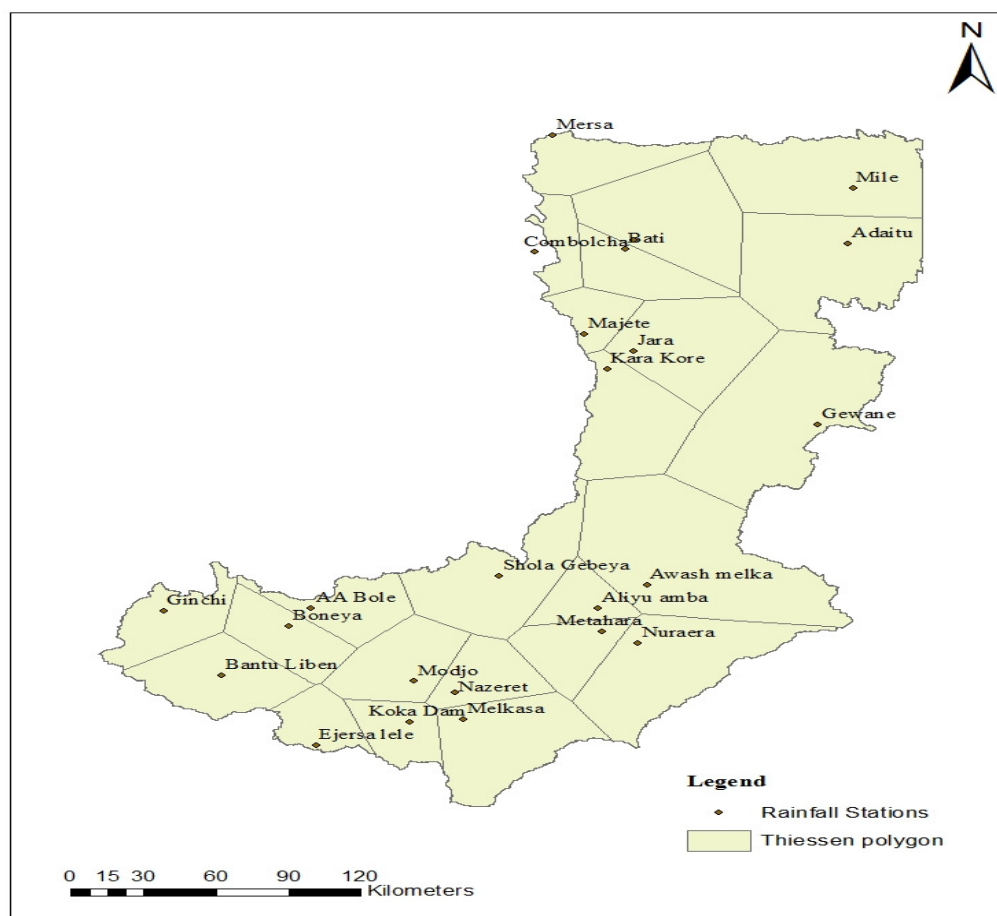 N
Mersa
Mile
Combolcha
Bati
Adaitu
Majete
Jara
Kara Kore
Gewane
Shola Gebeya
Awash melka
Ginchi
AA Bole
Aliyu amba
Boneya
Metahara
Nuraera
Bantu Liben
Modjo
Nazeret
Koka Dam
Melkasa
Ejersa lele
Legend
Rainfall Stations
Thiessen polygon
0 15 30 60 90 120
Kilometers